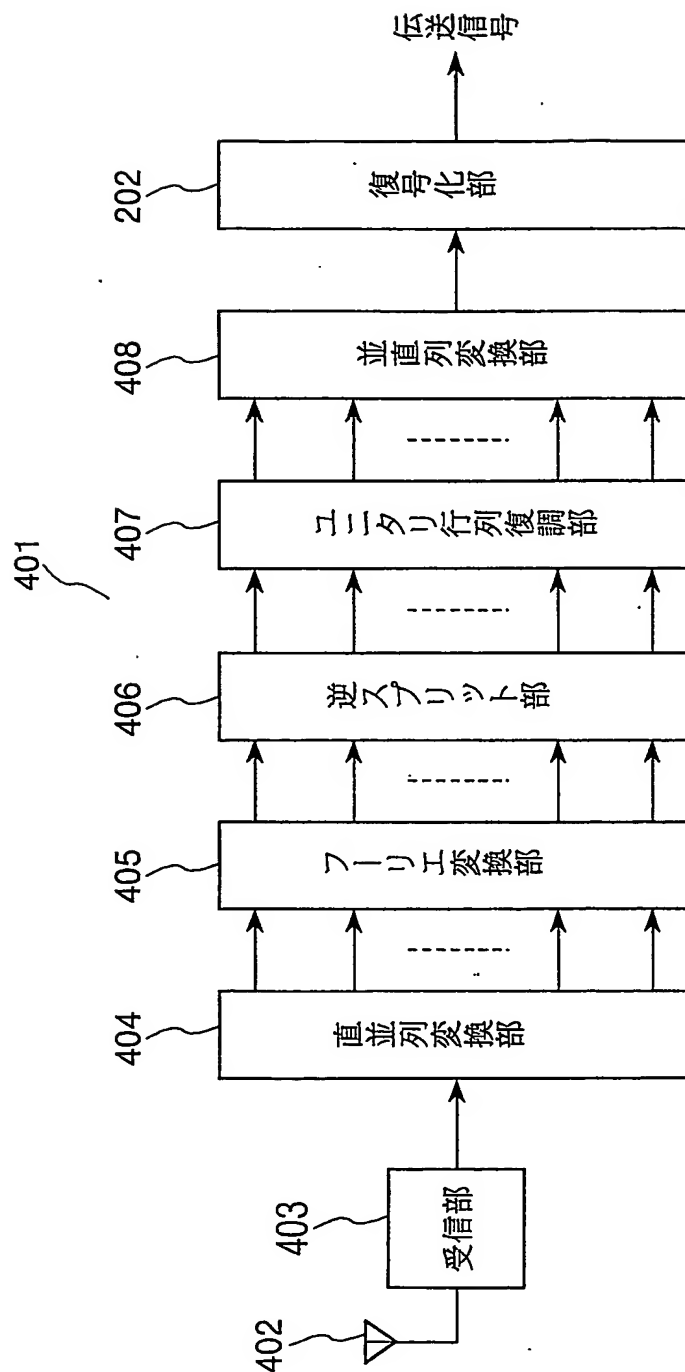 401
402
403
受信部
404
直並列変換部
405
フーリエ変換部
406
逆スプリット部
407
ユニタリ行列復調部
408
並直列変換部
202
復号化部
伝送信号